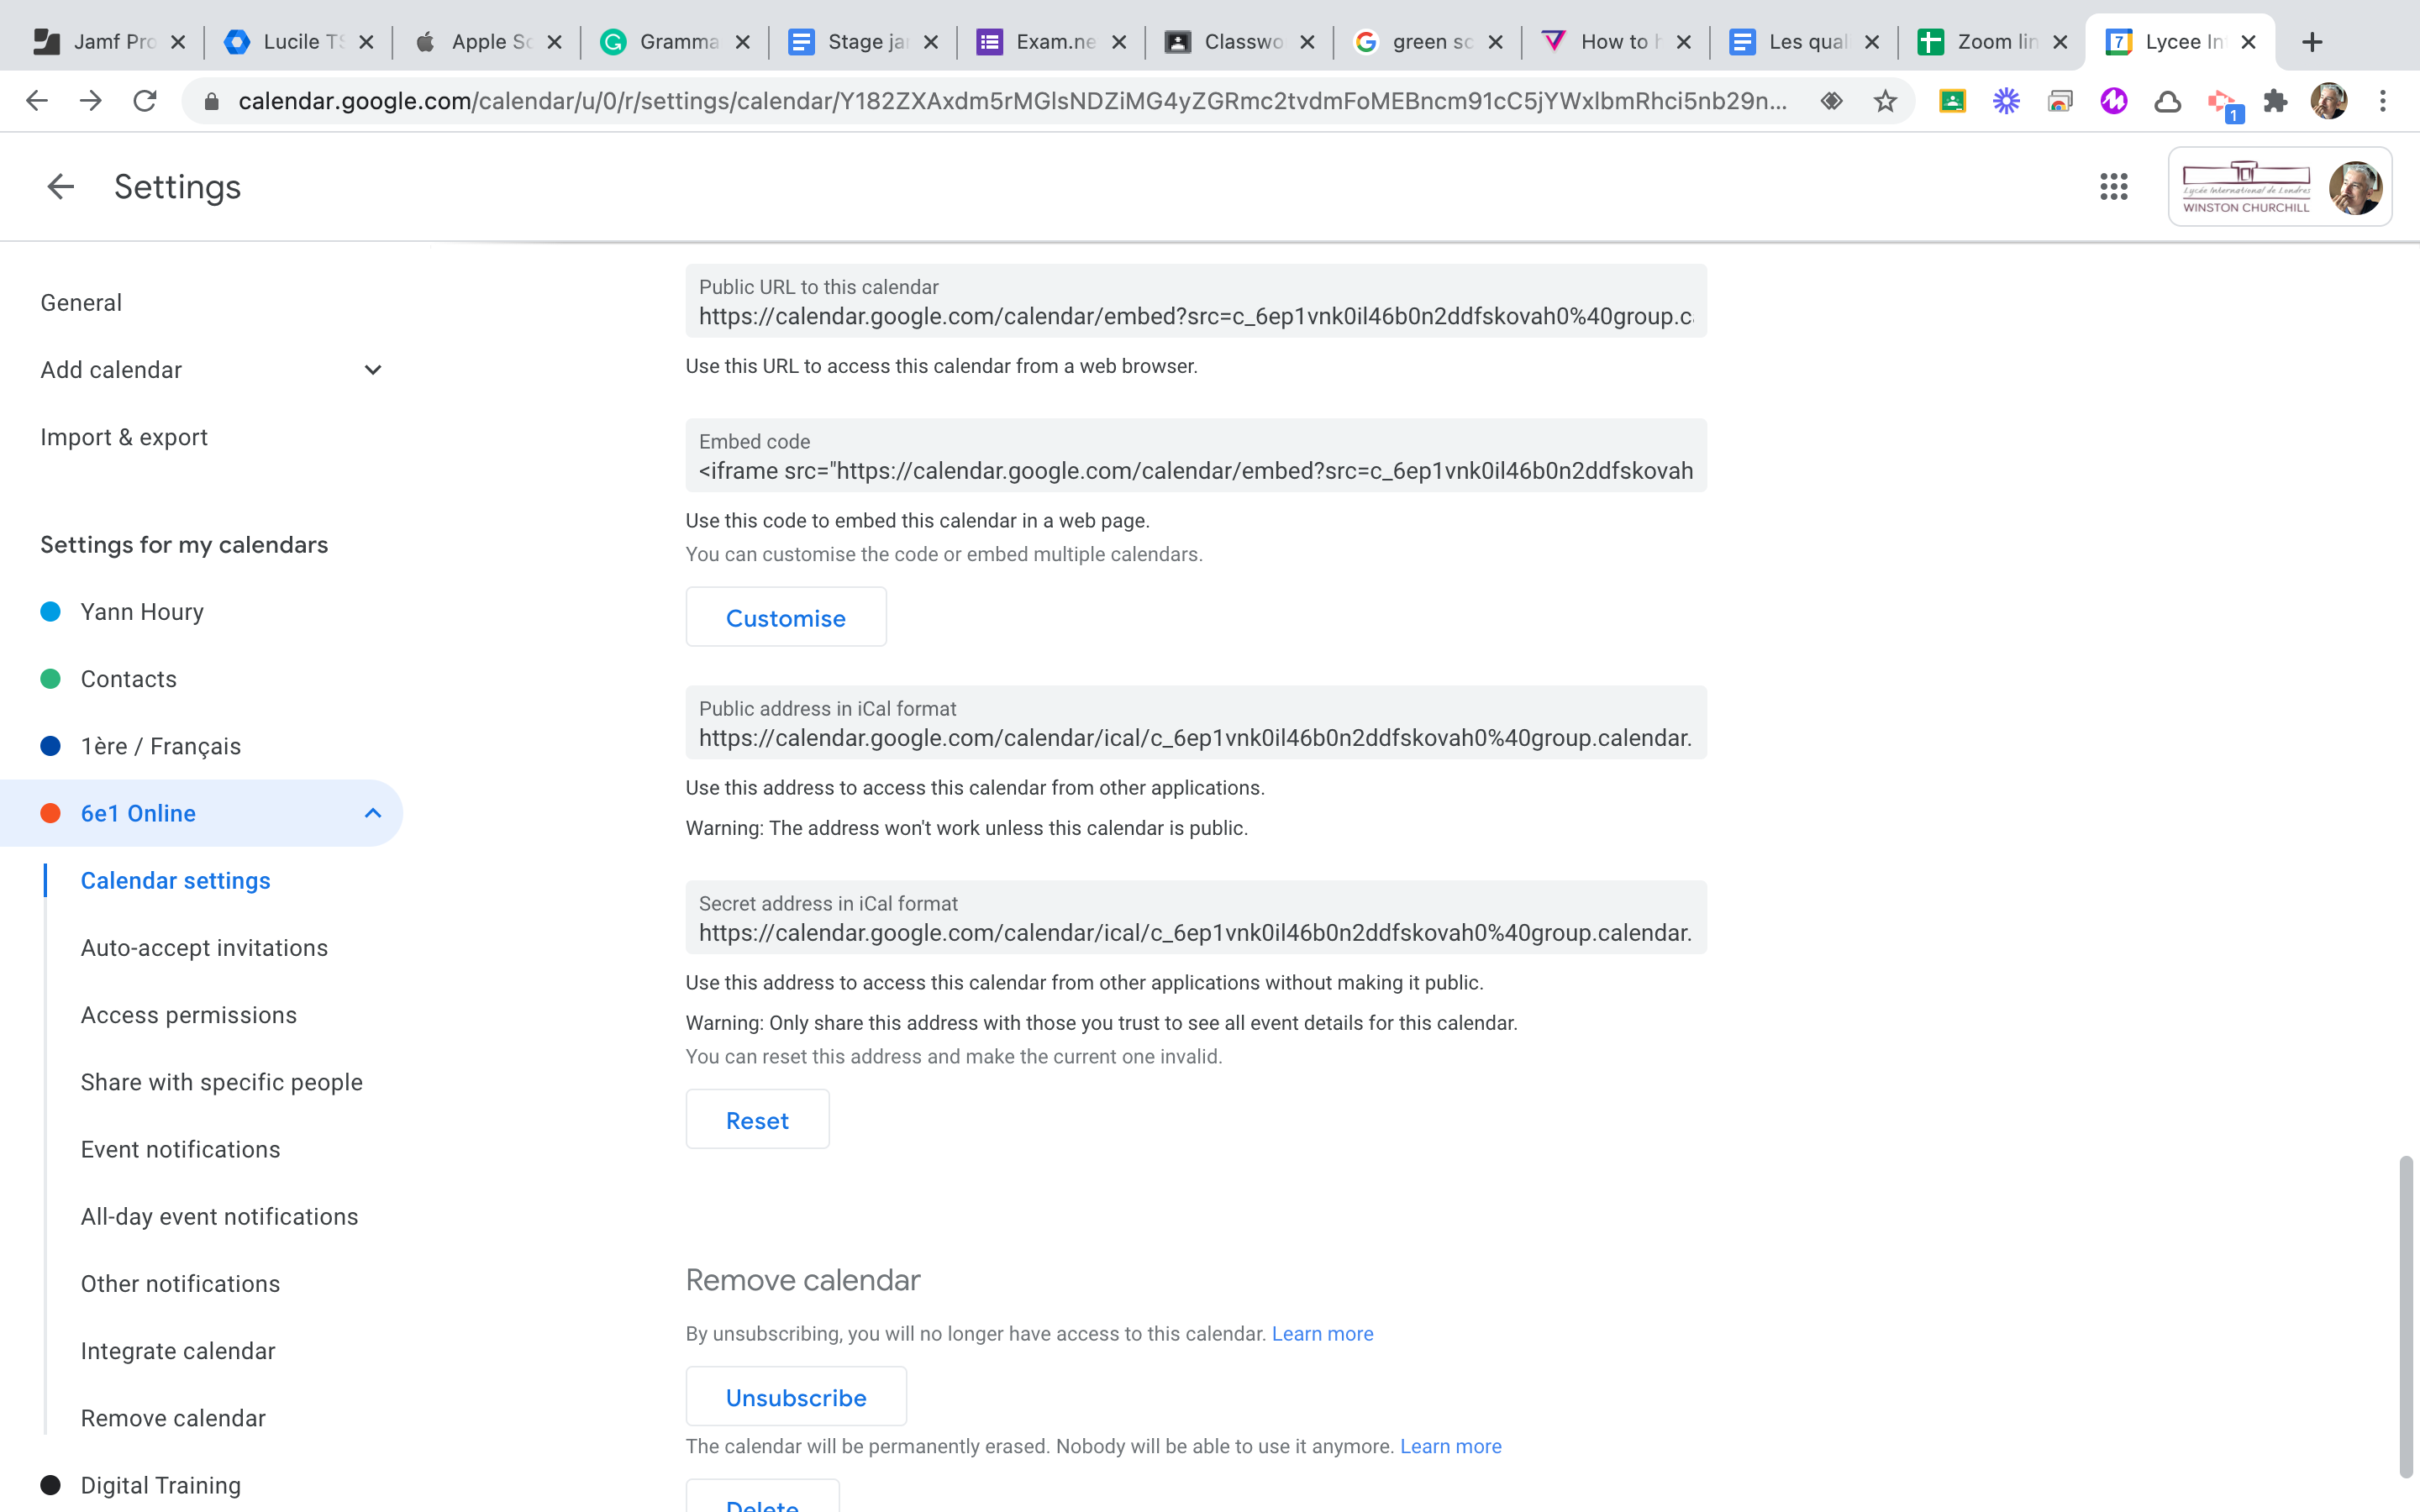 Jamf Pro
Lucile TS
Apple Sc
Gramma
Stage jar
Exam.ne
Classwo
green sc
How to h
Les qual
Zoom lin
7 Lycee In
calendar.google.com/calendar/u/0/r/settings/calendar/Y182ZXAxdm5rMGlsNDZiMG4yZGRmc2tvdmFoMEBncm91cC5jYWxlbmRhci5nb29n...
1
Settings
Lycée International de Londres
WINSTON CHURCHILL
General
Add calendar
Import & export
Settings for my calendars
Yann Houry
Contacts
1ère / Français
6e1 Online
Calendar settings
Auto-accept invitations
Access permissions
Share with specific people
Event notifications
All-day event notifications
Other notifications
Integrate calendar
Remove calendar
Digital Training
Public URL to this calendar
https://calendar.google.com/calendar/embed?src=c_6ep1vnk0il46b0n2ddfskovah0%40group.c
Use this URL to access this calendar from a web browser.
Embed code
<iframe src="https://calendar.google.com/calendar/embed?src=c_6ep1vnk0il46b0n2ddfskovah
Use this code to embed this calendar in a web page.
You can customise the code or embed multiple calendars.
Customise
Public address in iCal format
https://calendar.google.com/calendar/ical/c_6ep1vnk0il46b0n2ddfskovah0%40group.calendar.
Use this address to access this calendar from other applications.
Warning: The address won't work unless this calendar is public.
Secret address in iCal format
https://calendar.google.com/calendar/ical/c_6ep1vnk0il46b0n2ddfskovah0%40group.calendar.
Use this address to access this calendar from other applications without making it public.
Warning: Only share this address with those you trust to see all event details for this calendar.
You can reset this address and make the current one invalid.
Reset
Remove calendar
By unsubscribing, you will no longer have access to this calendar. Learn more
Unsubscribe
The calendar will be permanently erased. Nobody will be able to use it anymore. Learn more
Delete